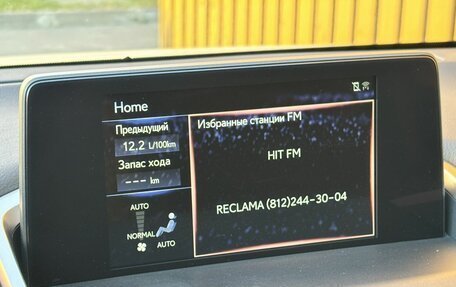 Home
Предыдущий
12.2 L/100km
Запас хода
--- km
AUTO
NORMAL
AUTO
Избранные станции FM
HIT FM
RECLAMA (812)244-30-04